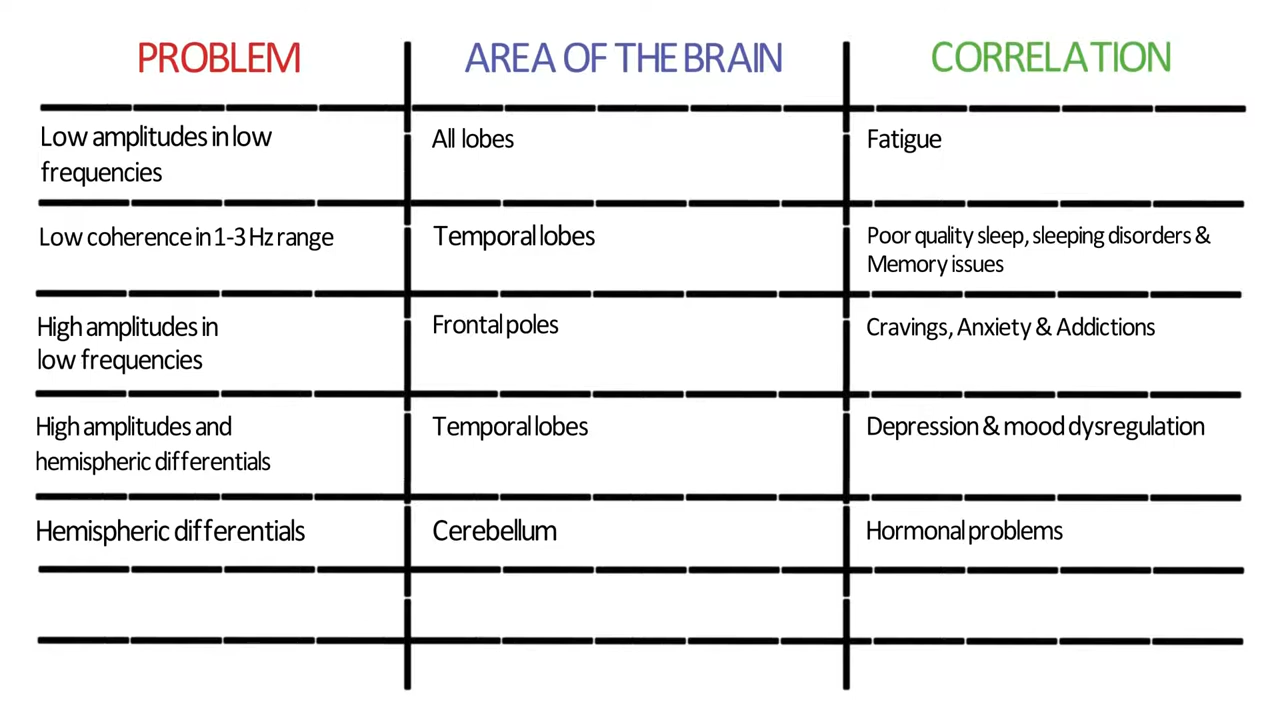 PROBLEM AREA OF THE BRAIN CORRELATION
Low amplitudes in low
frequencies
All lobes
Fatigue
Low coherence in 1-3 Hz range
Temporal lobes
Poor quality sleep, sleeping disorders &
Memory issues
High amplitudes in
low frequencies
Frontal poles
Cravings, Anxiety & Addictions
High amplitudes and
hemispheric differentials
Temporal lobes
Depression & mood dysregulation
Hemispheric differentials
Cerebellum
Hormonal problems